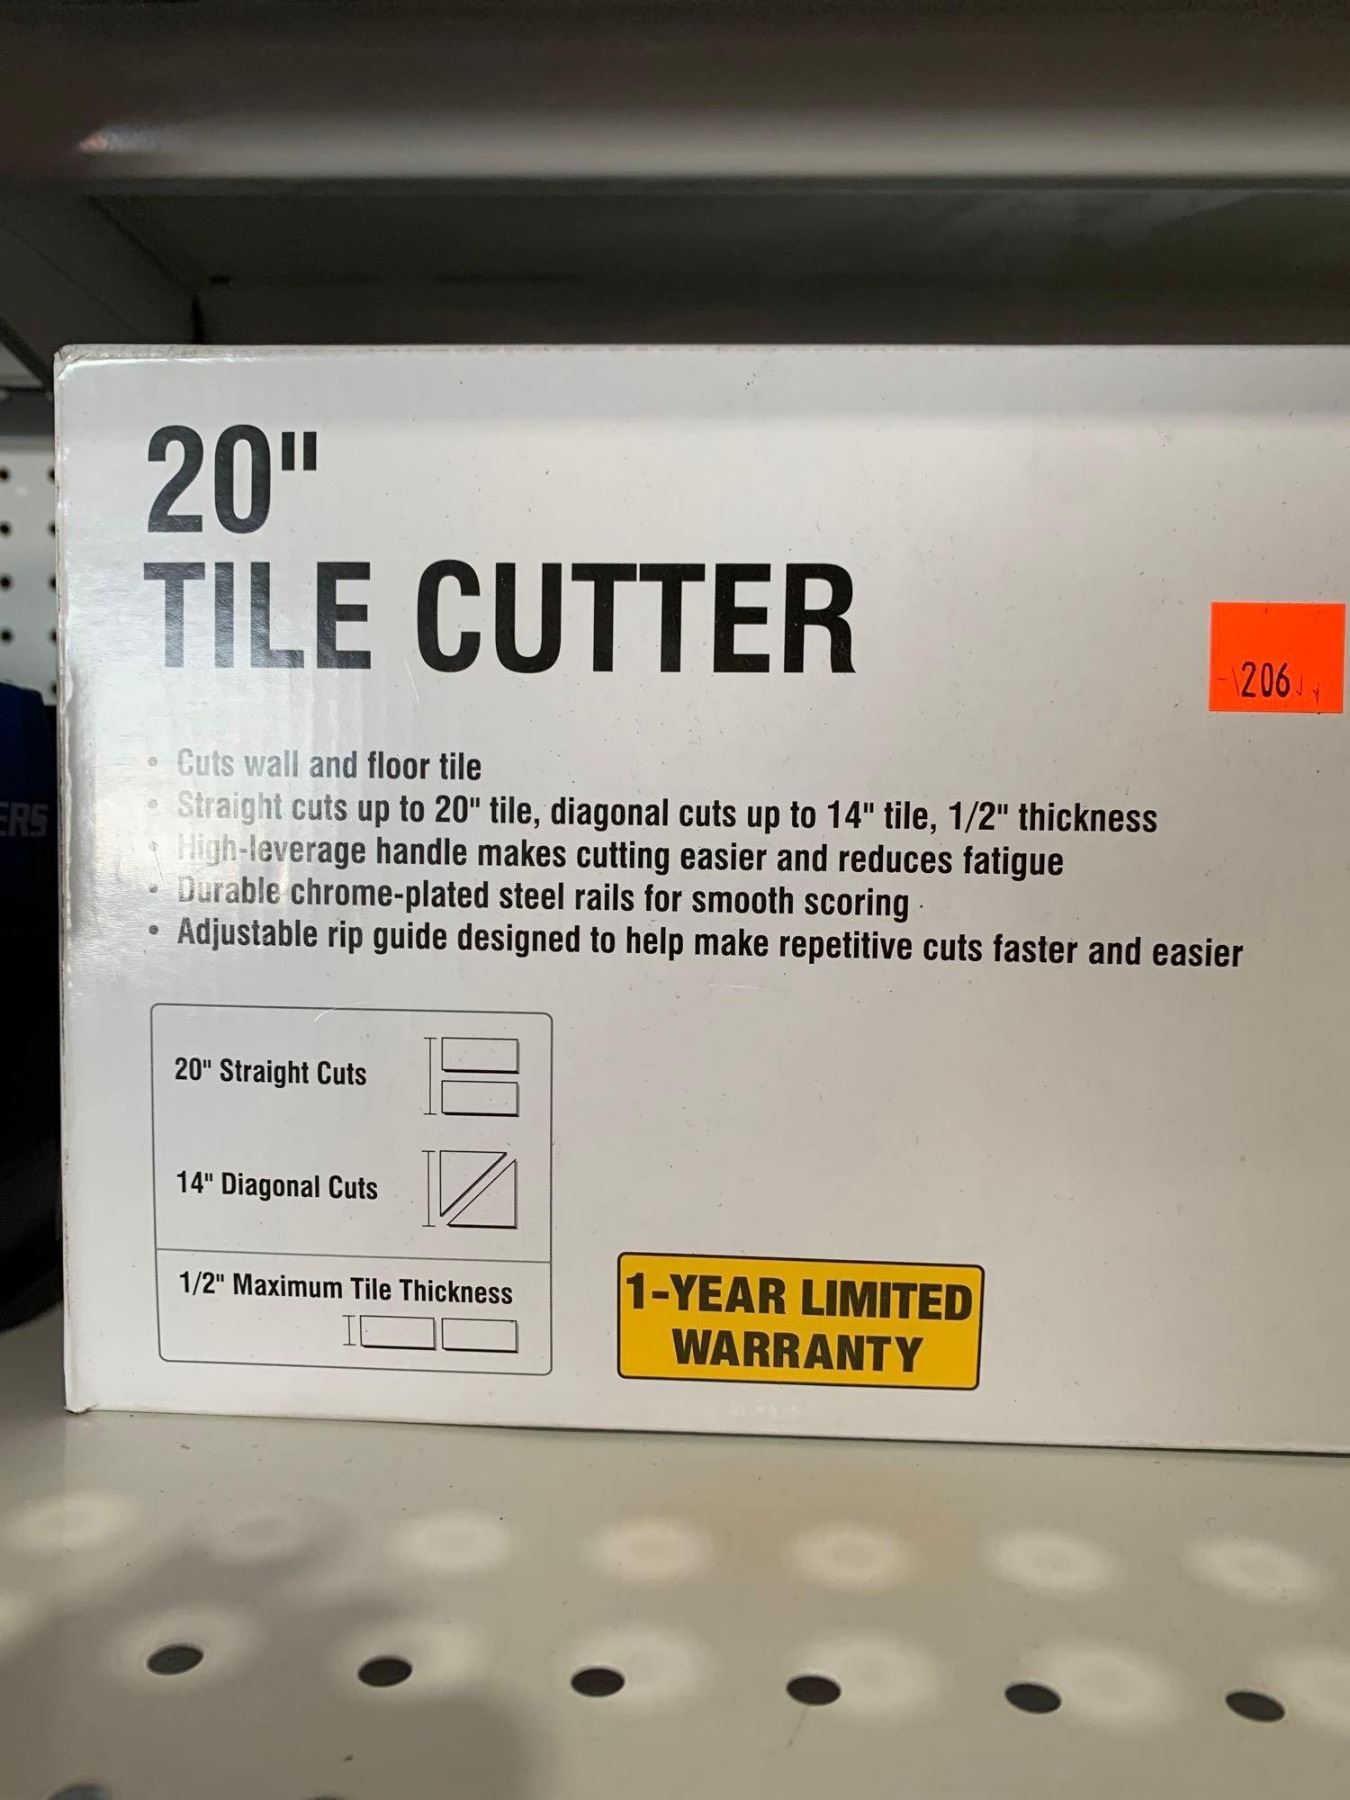 20"
TILE CUTTER
206
• Cuts wall and floor tile
• Straight cuts up to 20" tile, diagonal cuts up to 14" tile, 1/2" thickness
• High-leverage handle makes cutting easier and reduces fatigue
• Durable chrome-plated steel rails for smooth scoring
• Adjustable rip guide designed to help make repetitive cuts faster and easier
ERS
20" Straight Cuts
14" Diagonal Cuts
1/2" Maximum Tile Thickness
1-YEAR LIMITED
WARRANTY